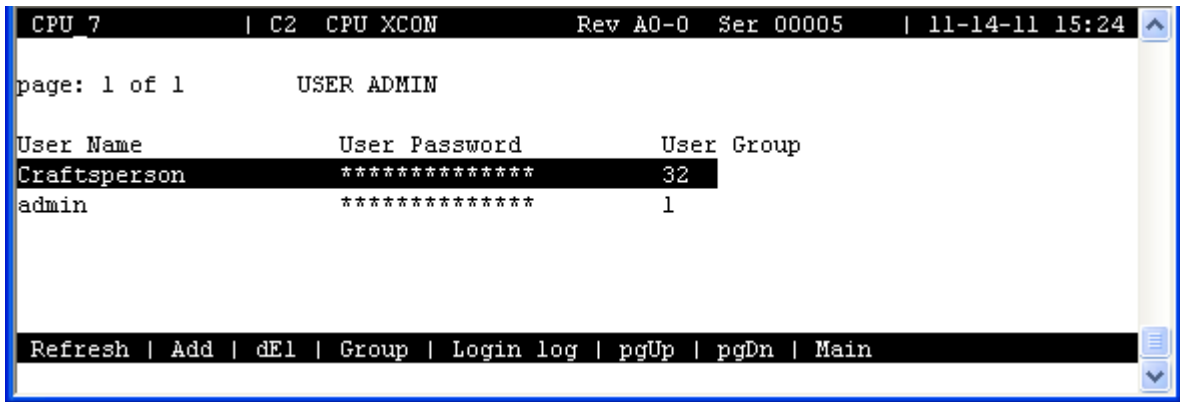 CPU_7 | C2 CPU XCON Rev A0-0 Ser 00005 | 11-14-11 15:24
page: 1 of 1 USER ADMIN
User Name User Password User Group
Craftsperson ************** 32
admin ************** 1
Refresh | Add | dEl | Group | Login log | pgUp | pgDn | Main